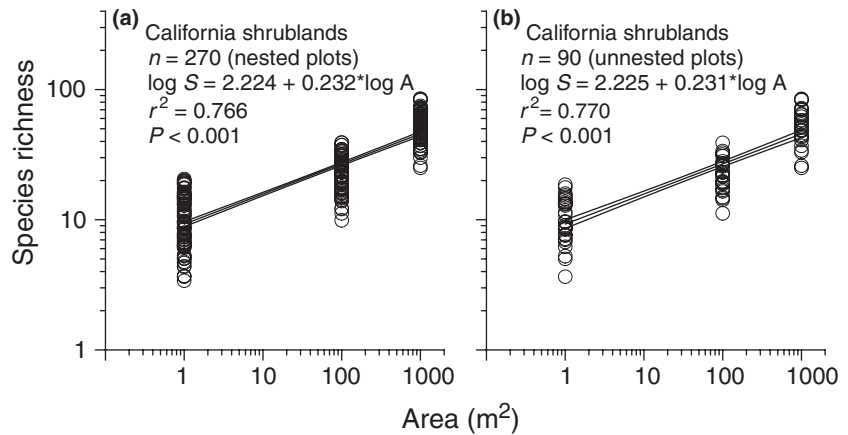 (a) California shrublands
n = 270 (nested plots)
log S = 2.224 + 0.232*log A
r² = 0.766
P < 0.001
(b) California shrublands
n = 90 (unnested plots)
log S = 2.225 + 0.231*log A
r² = 0.770
P < 0.001
Species richness
100
10
1
1 10 100 1000
1 10 100 1000
Area (m²)